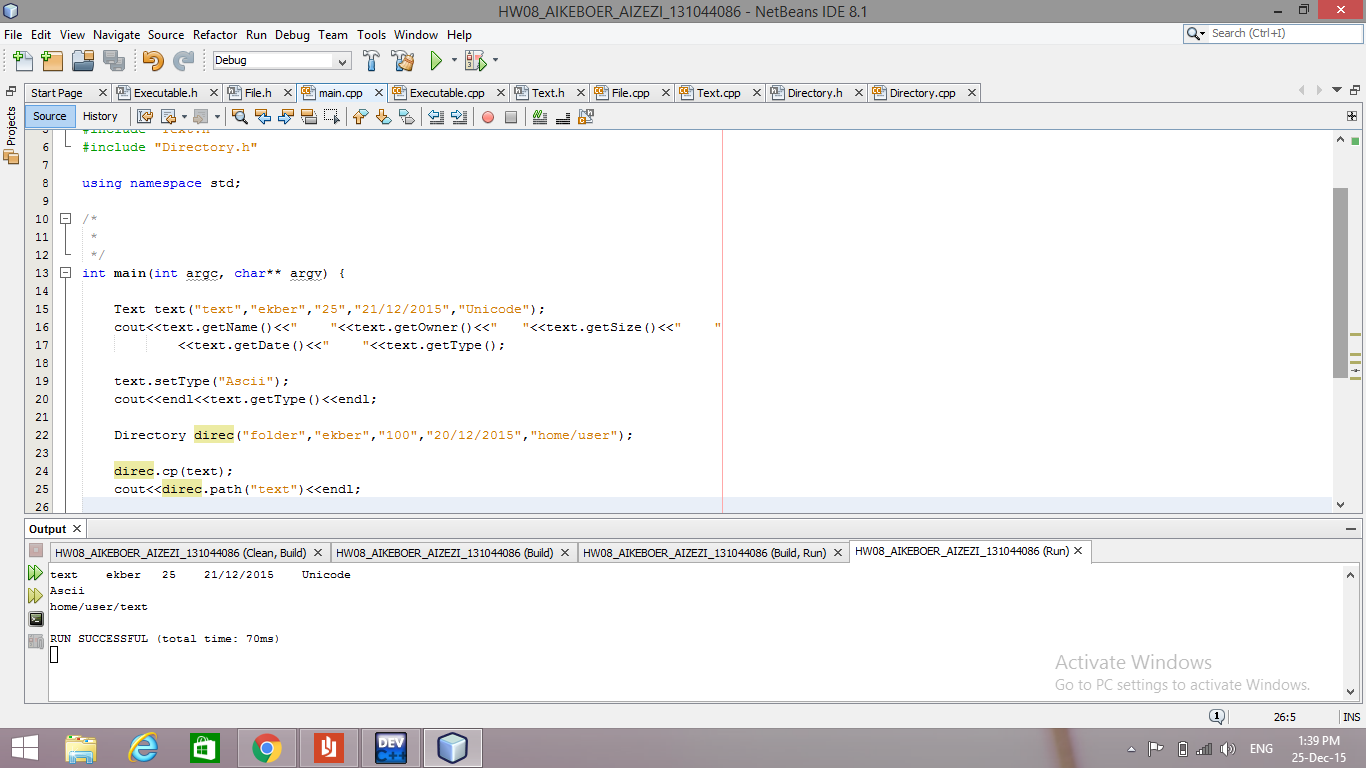 HW08_AIKEBOER_AIZEZI_131044086 - NetBeans IDE 8.1
File Edit View Navigate Source Refactor Run Debug Team Tools Window Help
Search (Ctrl+I)
Debug
Start Page Executable.h File.h main.cpp Executable.cpp Text.h File.cpp Text.cpp Directory.h Directory.cpp
Projects
Source History
5 #include "Text.h"
6 #include "Directory.h"
7
8 using namespace std;
9
10 /*
11 *
12 */
13 int main(int argc, char** argv) {
14
15 Text text("text","ekber","25","21/12/2015","Unicode");
16 cout<<text.getName()<<"    "<<text.getOwner()<<"   "<<text.getSize()<<"    "
17 <<text.getDate()<<"    "<<text.getType();
18
19 text.setType("Ascii");
20 cout<<endl<<text.getType()<<endl;
21
22 Directory direc("folder","ekber","100","20/12/2015","home/user");
23
24 direc.cp(text);
25 cout<<direc.path("text")<<endl;
26
Output
HW08_AIKEBOER_AIZEZI_131044086 (Clean, Build) HW08_AIKEBOER_AIZEZI_131044086 (Build) HW08_AIKEBOER_AIZEZI_131044086 (Build, Run) HW08_AIKEBOER_AIZEZI_131044086 (Run)
text    ekber   25    21/12/2015    Unicode
Ascii
home/user/text
RUN SUCCESSFUL (total time: 70ms)
Activate Windows
Go to PC settings to activate Windows.
1 26:5 INS
DEV C++
ENG
1:39 PM
25-Dec-15